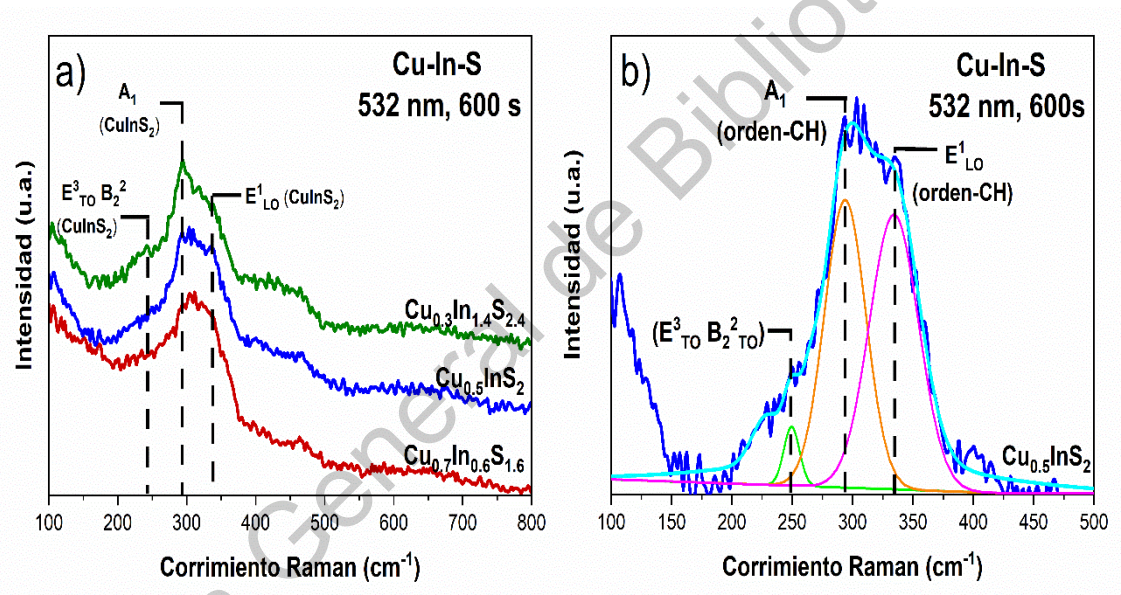 a)
Cu-In-S
532 nm, 600 s
A₁
(CuInS₂)
E³TO B₂²
(CuInS₂)
E¹LO (CuInS₂)
Cu₀.₃In₁.₄S₂.₄
Cu₀.₅InS₂
Cu₀.₇In₀.₆S₁.₆
Intensidad (u.a.)
100 200 300 400 500 600 700 800
Corrimiento Raman (cm⁻¹)
b)
Cu-In-S
532 nm, 600s
A₁
(orden-CH)
E¹LO
(orden-CH)
(E³TO B₂²TO)
Cu₀.₅InS₂
Intensidad (u.a.)
100 150 200 250 300 350 400 450 500
Corrimiento Raman (cm⁻¹)
General de Bibliot